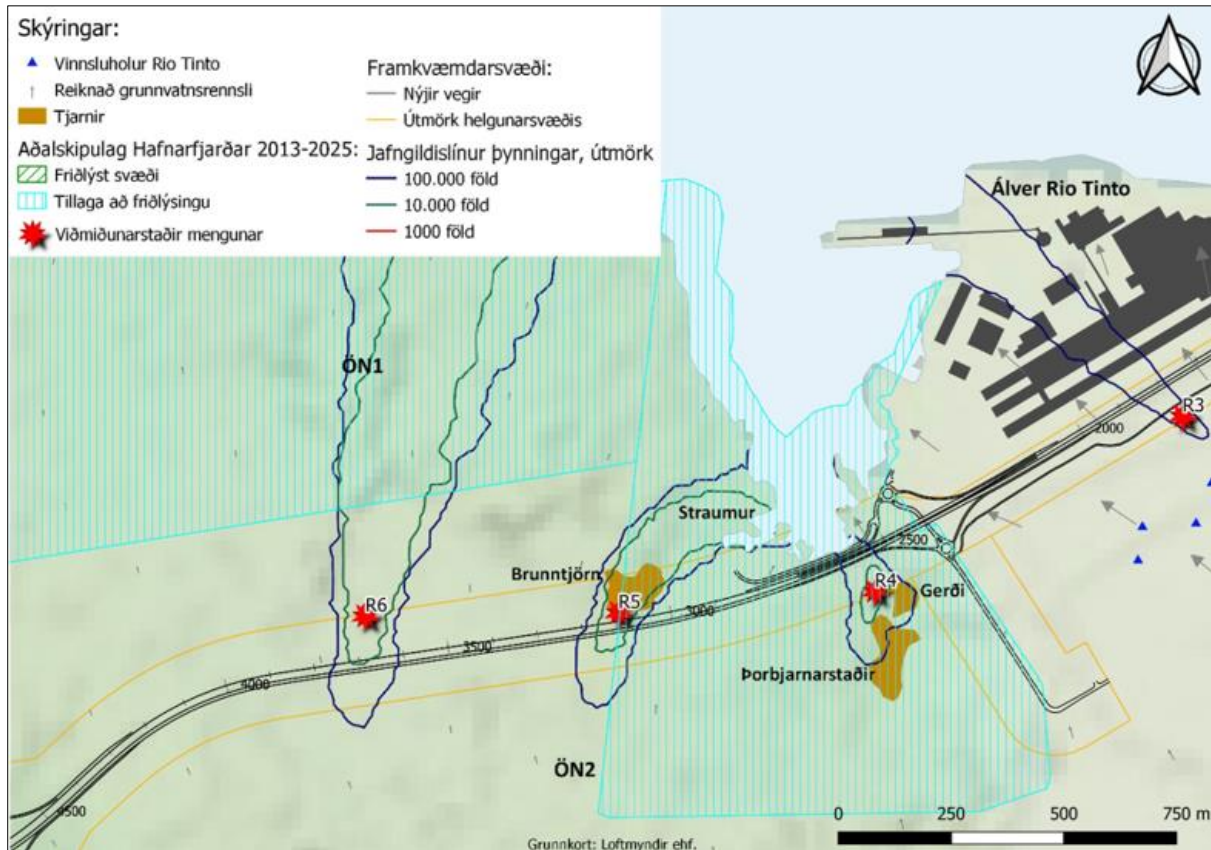 Skýringar:
Vinnsluholur Rio Tinto
Reiknað grunnvatnsrennsli
Tjarnir
Aðalskipulag Hafnarfjarðar 2013-2025:
Friðlýst svæði
Tillaga að friðlýsingu
Viðmiðunarstaðir mengunar
Framkvæmdarsvæði:
Nýjir vegir
Útmörk helgunarsvæðis
Jafngildislínur þynningar, útmörk
100.000 föld
10.000 föld
1000 föld
Álver Rio Tinto
ÖN1
R3
2000
Straumur
2500
Brunntjörn
R4
Gerði
R6
R5
3000
3500
Þorbjarnarstaðir
4000
ÖN2
4500
0 250 500 750 m
Grunnkort: Loftmyndir ehf.